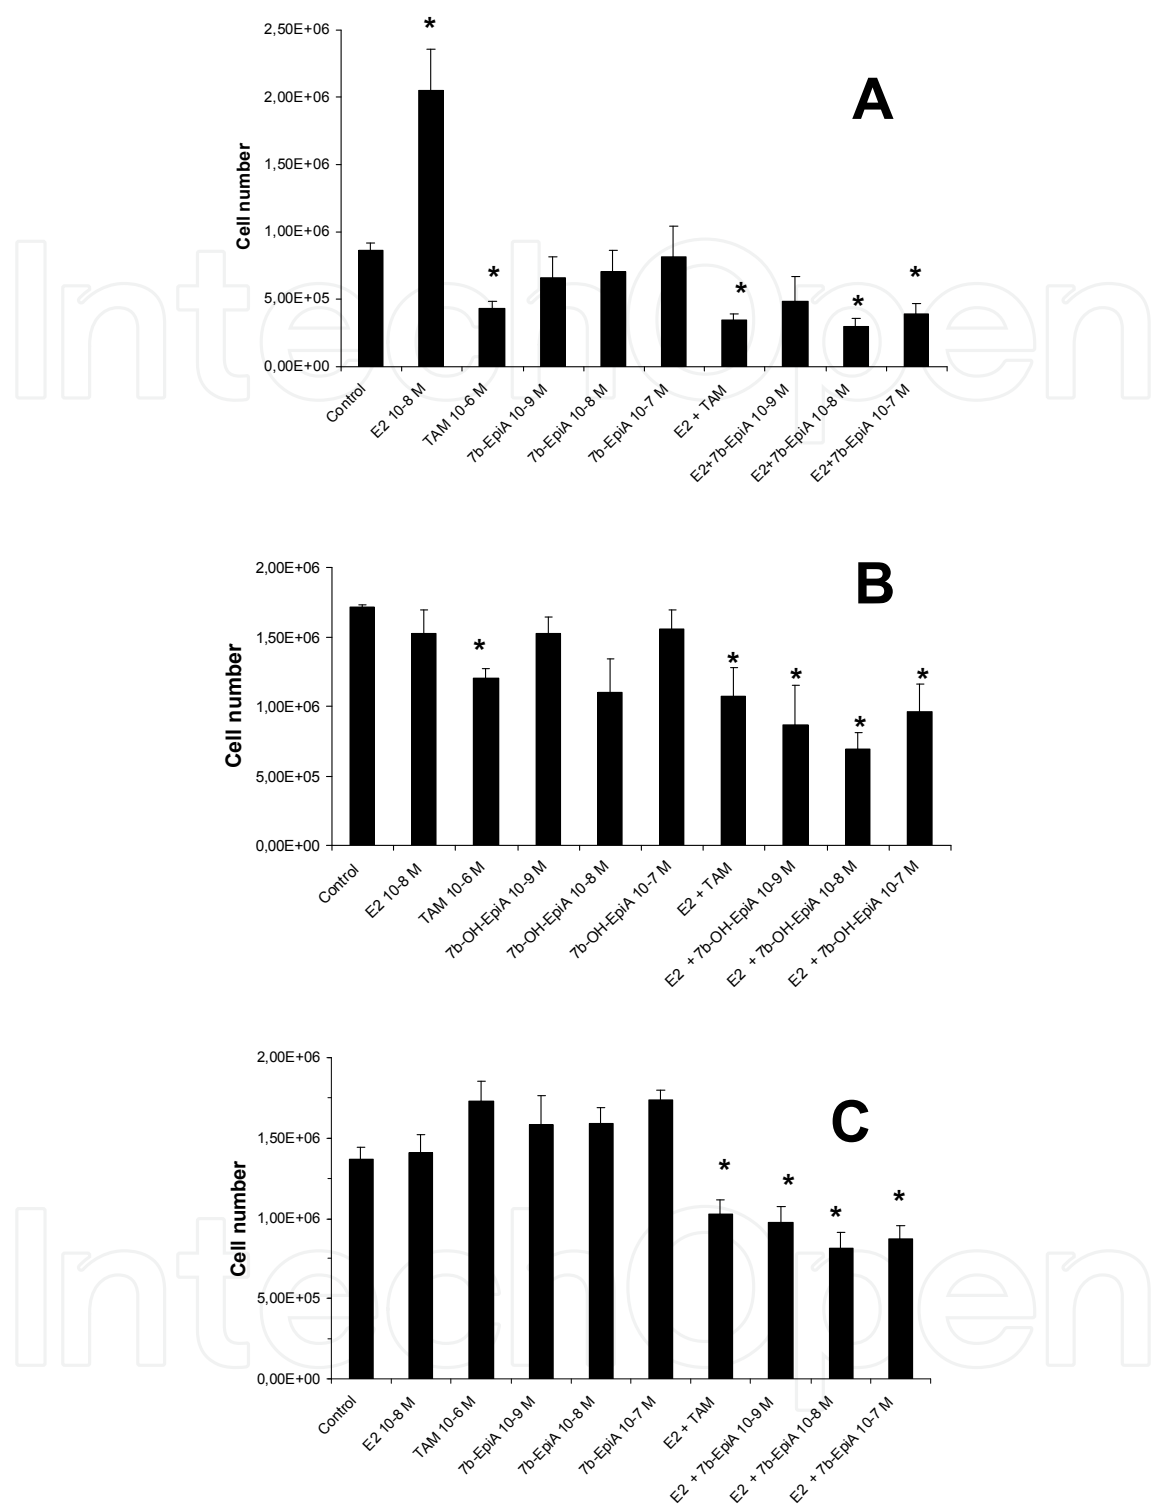 *
2,50E+06
2,00E+06
A
1,50E+06
Cell number
1,00E+06
*
*
*
*
5,00E+05
0,00E+00
Control
E2 10-8 M
TAM 10-6 M
7b-EpiA 10-9 M
7b-EpiA 10-8 M
7b-EpiA 10-7 M
E2 + TAM
E2+7b-EpiA 10-9 M
E2+7b-EpiA 10-8 M
E2+7b-EpiA 10-7 M
IntechOpen
2,00E+06
B
1,50E+06
*
*
*
*
*
Cell number
1,00E+06
5,00E+05
0,00E+00
Control
E2 10-8 M
TAM 10-6 M
7b-OH-EpiA 10-9 M
7b-OH-EpiA 10-8 M
7b-OH-EpiA 10-7 M
E2 + TAM
E2 +7b-OH-EpiA 10-9 M
E2 +7b-OH-EpiA 10-8 M
E2 +7b-OH-EpiA 10-7 M
2,00E+06
C
1,50E+06
*
*
*
*
Cell number
1,00E+06
5,00E+05
0,00E+00
Control
E2 10-8 M
TAM 10-6 M
7b-EpiA 10-9 M
7b-EpiA 10-8 M
7b-EpiA 10-7 M
E2 + TAM
E2 +7b-EpiA 10-9 M
E2 +7b-EpiA 10-8 M
E2 +7b-EpiA 10-7 M
IntechOpen